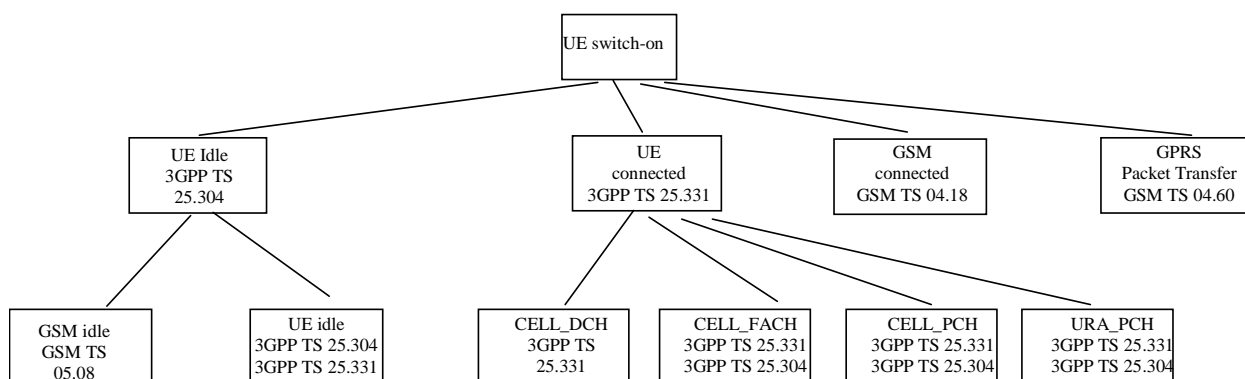 UE switch-on
UE Idle
3GPP TS
25.304
UE
connected
3GPP TS 25.331
GSM
connected
GSM TS 04.18
GPRS
Packet Transfer
GSM TS 04.60
GSM idle
GSM TS
05.08
UE idle
3GPP TS 25.304
3GPP TS 25.331
CELL_DCH
3GPP TS
25.331
CELL_FACH
3GPP TS 25.331
3GPP TS 25.304
CELL_PCH
3GPP TS 25.331
3GPP TS 25.304
URA_PCH
3GPP TS 25.331
3GPP TS 25.304